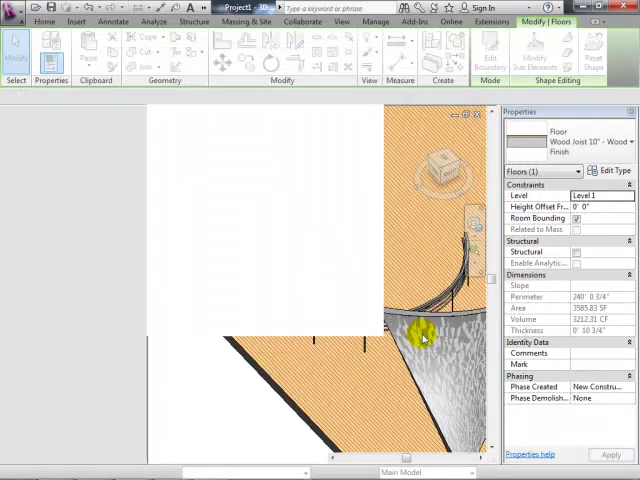 Project1 - 3D
Type a keyword or phrase
Sign In
Home Insert Annotate Analyze Structure Massing & Site Collaborate View Manage Add-Ins Online Extensions Modify | Floors
Modify
Properties
Paste
Cope
Cut
Join
Edit Boundary
Modify Sub Elements
Reset Shape
Select Properties Clipboard Geometry Modify View Measure Create Mode Shape Editing
Properties
Floor
Wood Joist 10" - Wood Finish
Floors (1)
Edit Type
Constraints
Level Level 1
Height Offset Fr... 0' 0"
Room Bounding
Related to Mass
Structural
Structural
Enable Analytic...
Dimensions
Slope
Perimeter 240' 0 3/4"
Area 3585.83 SF
Volume 3212.31 CF
Thickness 0' 10 3/4"
Identity Data
Comments
Mark
Phasing
Phase Created New Constru...
Phase Demolish... None
Properties help
Apply
Main Model